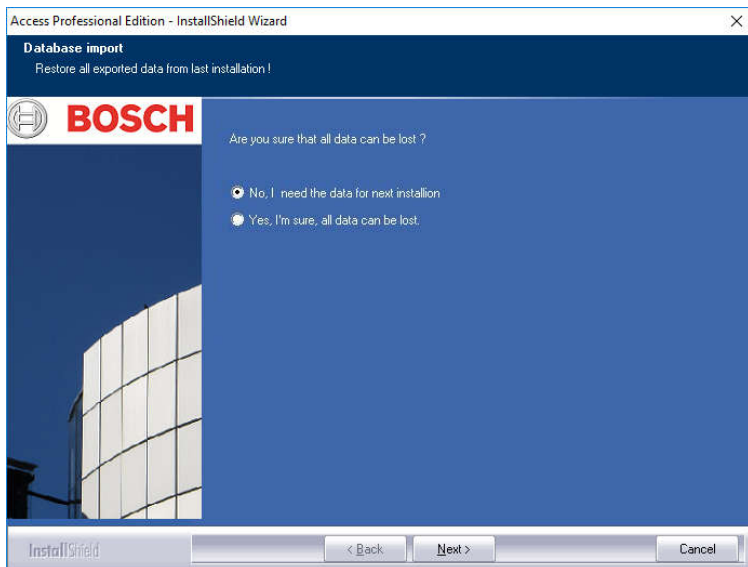 Access Professional Edition - InstallShield Wizard
Database import
Restore all exported data from last installation !
BOSCH
Are you sure that all data can be lost ?
No, I need the data for next installion
Yes, I'm sure, all data can be lost.
InstallShield
< Back
Next >
Cancel